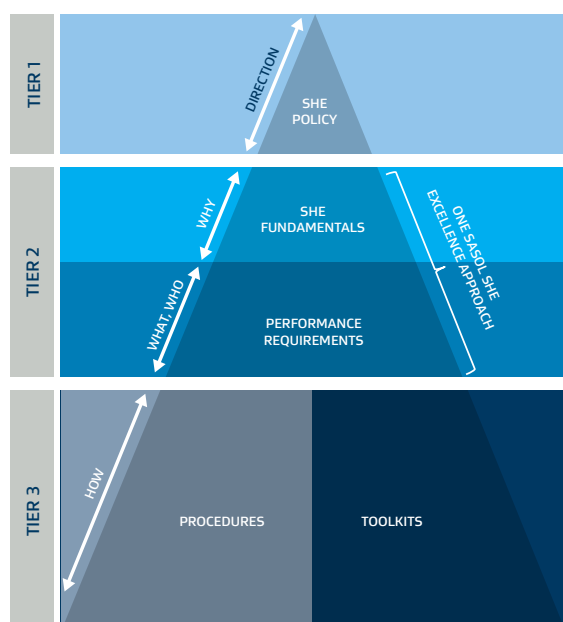 TIER 1
DIRECTION
SHE
POLICY
TIER 2
WHY
SHE
FUNDAMENTALS
ONE SASOL SHE
EXCELLENCE APPROACH
WHAT, WHO
PERFORMANCE
REQUIREMENTS
TIER 3
HOW
PROCEDURES
TOOLKITS